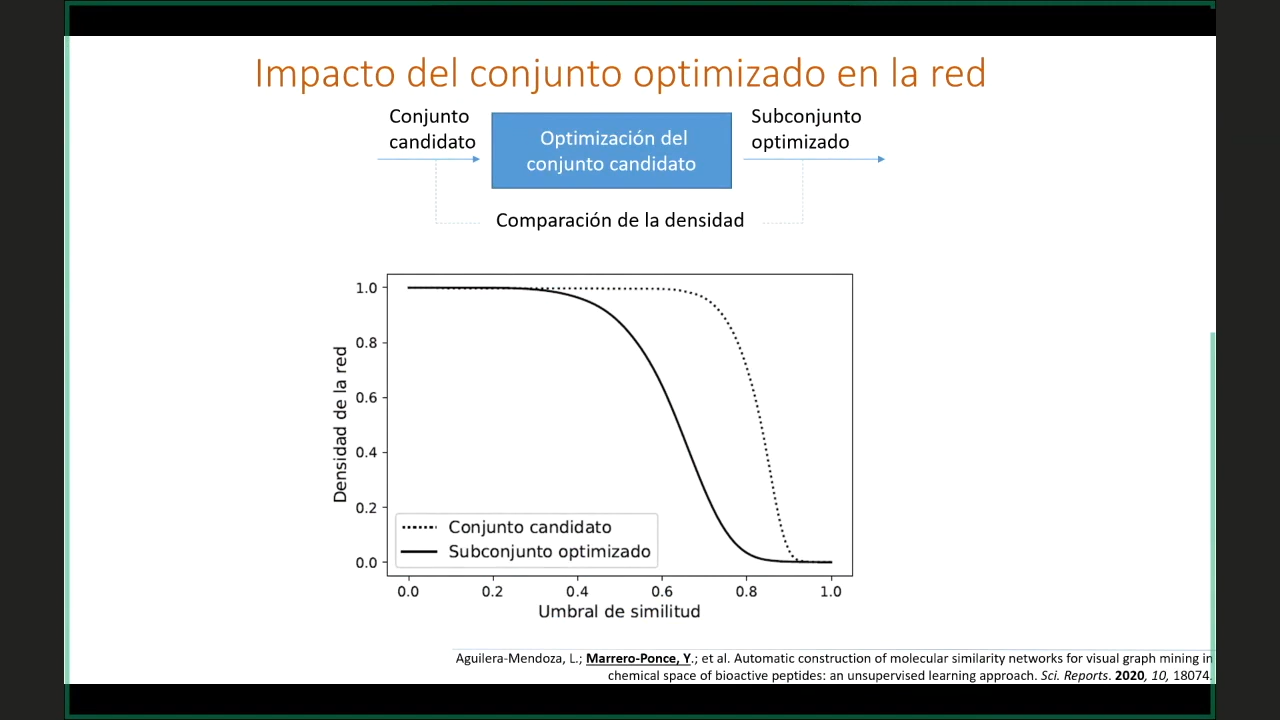 Impacto del conjunto optimizado en la red
Conjunto
candidato
Optimización del
conjunto candidato
Subconjunto
optimizado
Comparación de la densidad
Densidad de la red
1.0
0.8
0.6
0.4
0.2
0.0
Conjunto candidato
Subconjunto optimizado
0.0 0.2 0.4 0.6 0.8 1.0
Umbral de similitud
Aguilera-Mendoza, L.; Marrero-Ponce, Y.; et al. Automatic construction of molecular similarity networks for visual graph mining in
chemical space of bioactive peptides: an unsupervised learning approach. Sci. Reports. 2020, 10, 18074.